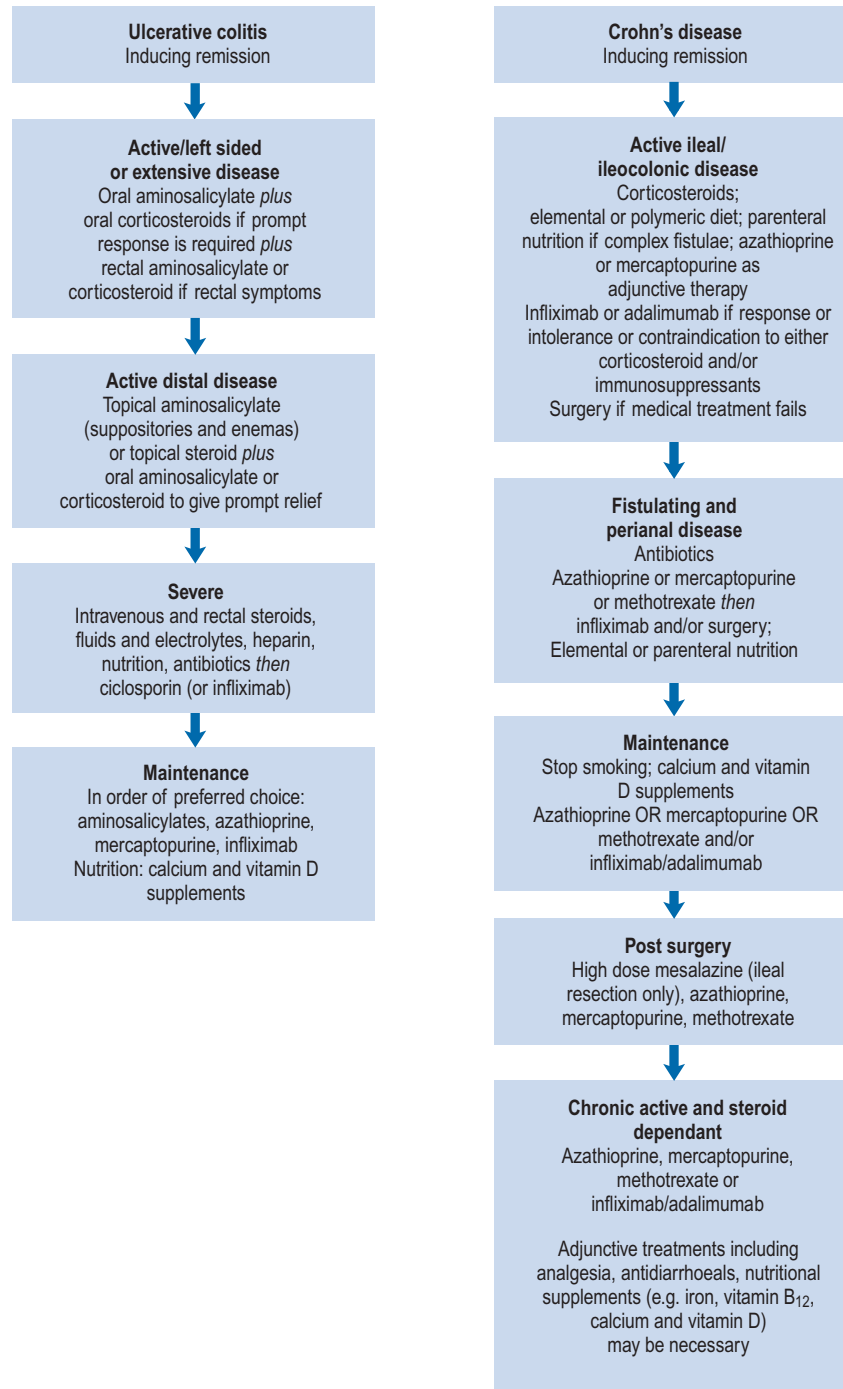 Ulcerative colitis
Inducing remission
Active/left sided
or extensive disease
Oral aminosalicylate plus
oral corticosteroids if prompt
response is required plus
rectal aminosalicylate or
corticosteroid if rectal symptoms
Active distal disease
Topical aminosalicylate
(suppositories and enemas)
or topical steroid plus
oral aminosalicylate or
corticosteroid to give prompt relief
Severe
Intravenous and rectal steroids,
fluids and electrolytes, heparin,
nutrition, antibiotics then
ciclosporin (or infliximab)
Maintenance
In order of preferred choice:
aminosalicylates, azathioprine,
mercaptopurine, infliximab
Nutrition: calcium and vitamin D
supplements
Crohn's disease
Inducing remission
Active ileal/
ileocolonic disease
Corticosteroids;
elemental or polymeric diet; parenteral
nutrition if complex fistulae; azathioprine
or mercaptopurine as
adjunctive therapy
Infliximab or adalimumab if response or
intolerance or contraindication to either
corticosteroid and/or
immunosuppressants
Surgery if medical treatment fails
Fistulating and
perianal disease
Antibiotics
Azathioprine or mercaptopurine
or methotrexate then
infliximab and/or surgery;
Elemental or parenteral nutrition
Maintenance
Stop smoking; calcium and vitamin
D supplements
Azathioprine OR mercaptopurine OR
methotrexate and/or
infliximab/adalimumab
Post surgery
High dose mesalazine (ileal
resection only), azathioprine,
mercaptopurine, methotrexate
Chronic active and steroid
dependant
Azathioprine, mercaptopurine,
methotrexate or
infliximab/adalimumab
Adjunctive treatments including
analgesia, antidiarrhoeals, nutritional
supplements (e.g. iron, vitamin B₁₂,
calcium and vitamin D)
may be necessary